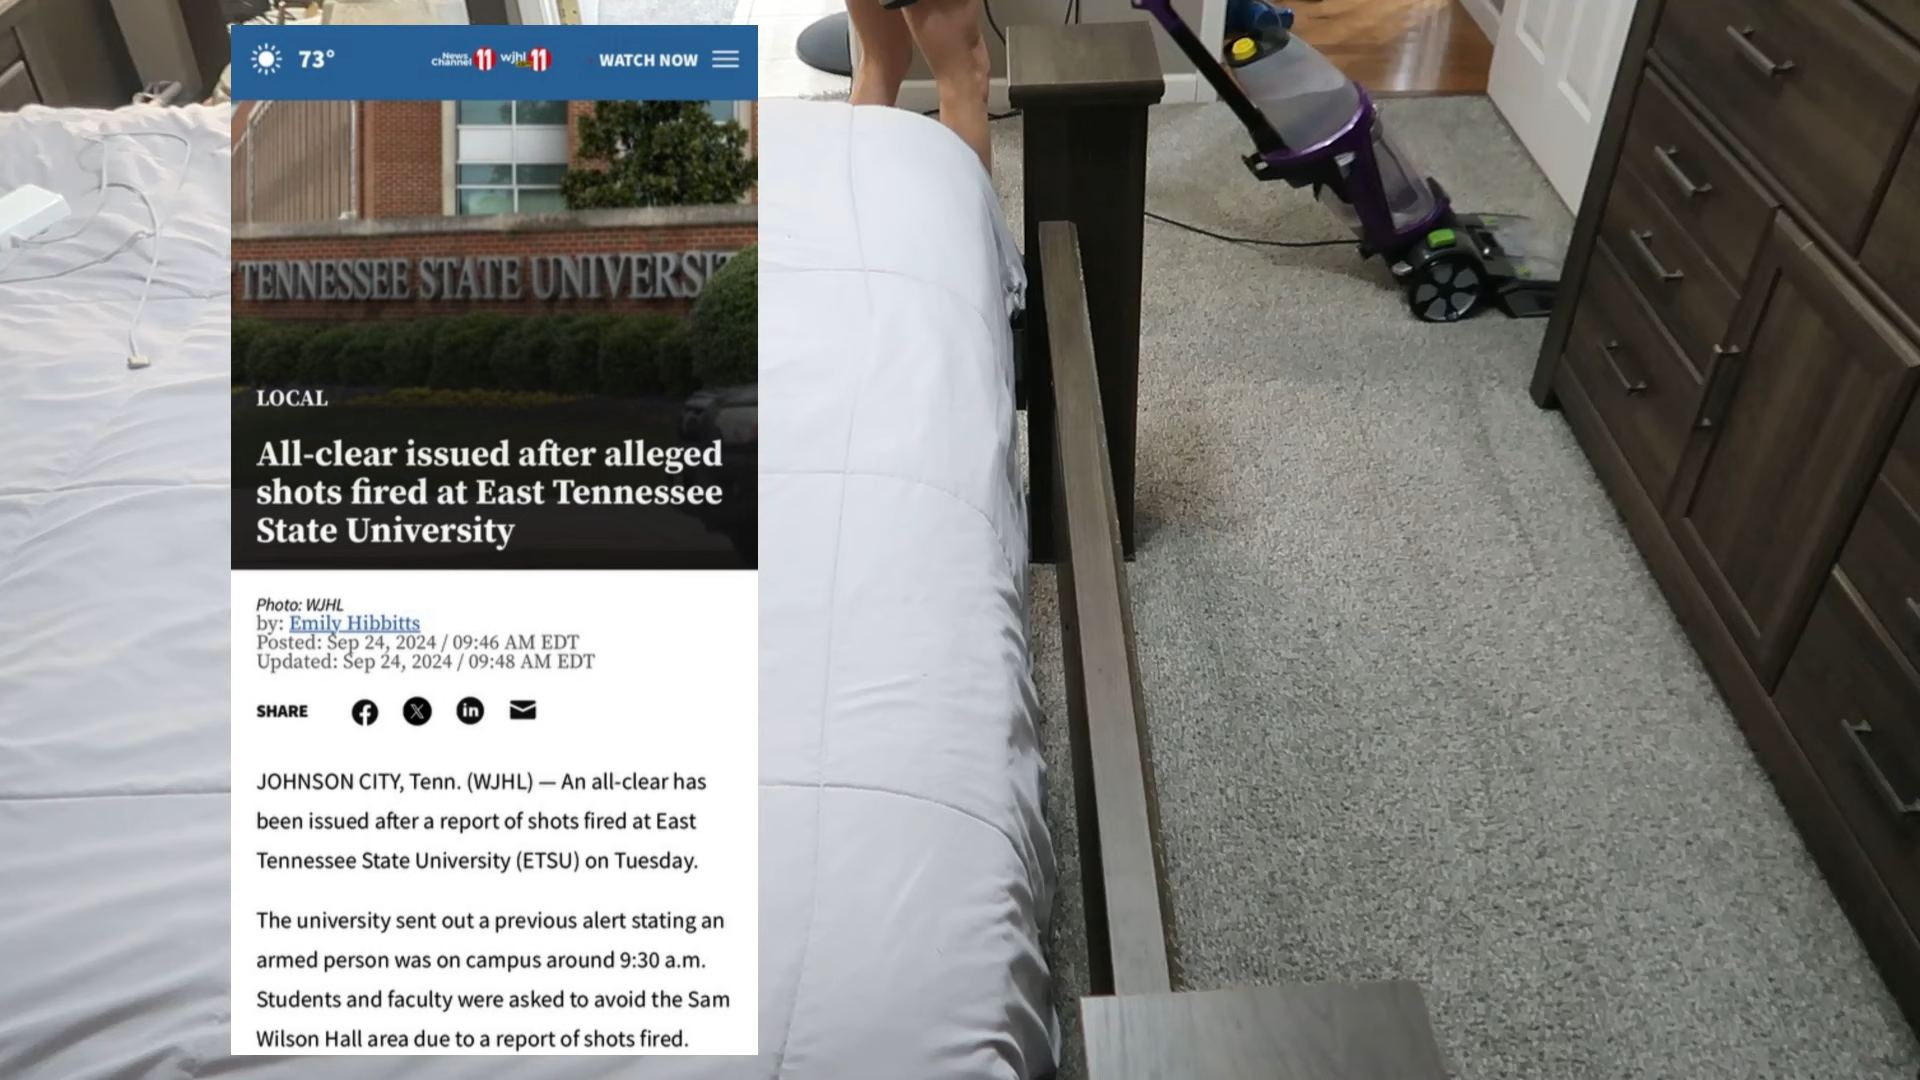 73°
News Channel 11 wjhl 11
WATCH NOW
TENNESSEE STATE UNIVERSIT
LOCAL
All-clear issued after alleged
shots fired at East Tennessee
State University
Photo: WJHL
by: Emily Hibbitts
Posted: Sep 24, 2024 / 09:46 AM EDT
Updated: Sep 24, 2024 / 09:48 AM EDT
SHARE
JOHNSON CITY, Tenn. (WJHL) — An all-clear has
been issued after a report of shots fired at East
Tennessee State University (ETSU) on Tuesday.
The university sent out a previous alert stating an
armed person was on campus around 9:30 a.m.
Students and faculty were asked to avoid the Sam
Wilson Hall area due to a report of shots fired.